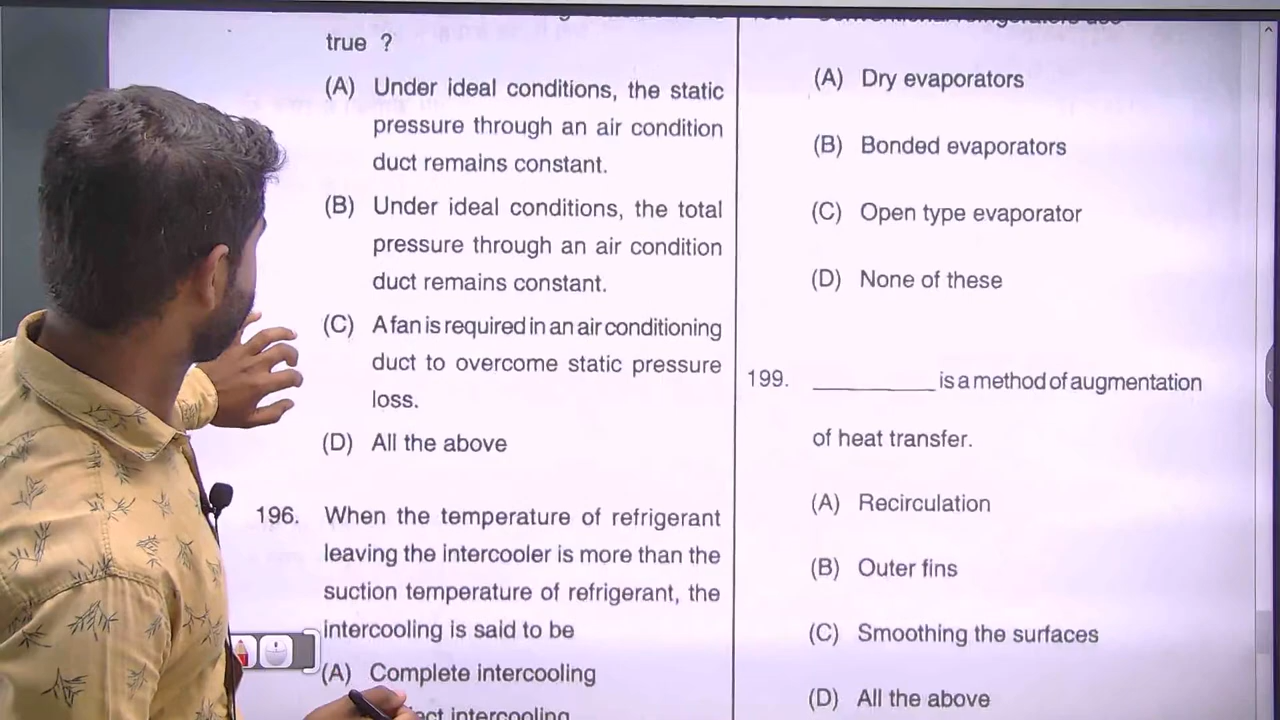 true ?
(A) Under ideal conditions, the static
pressure through an air condition
duct remains constant.
(B) Under ideal conditions, the total
pressure through an air condition
duct remains constant.
(C) A fan is required in an air conditioning
duct to overcome static pressure
loss.
(D) All the above
196. When the temperature of refrigerant
leaving the intercooler is more than the
suction temperature of refrigerant, the
intercooling is said to be
(A) Complete intercooling
intercooling
Conventional refrigerators use
(A) Dry evaporators
(B) Bonded evaporators
(C) Open type evaporator
(D) None of these
199. __________ is a method of augmentation
of heat transfer.
(A) Recirculation
(B) Outer fins
(C) Smoothing the surfaces
(D) All the above